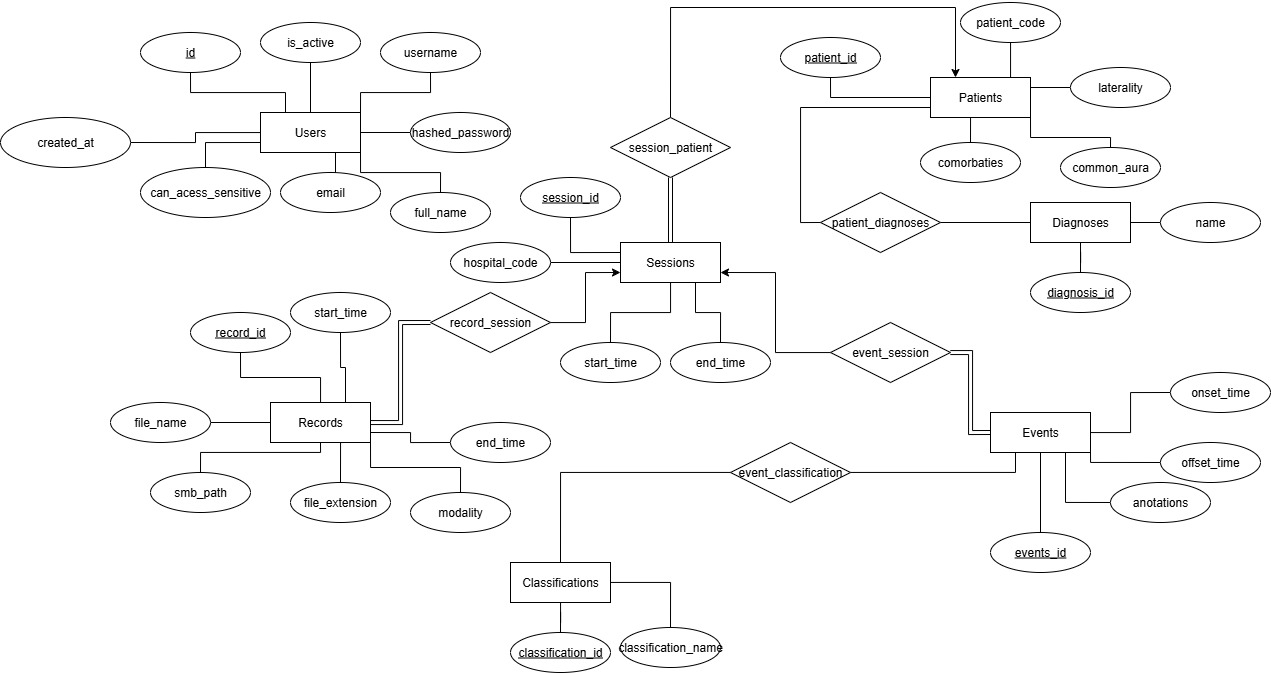 patient_code
id
is_active
username
patient_id
laterality
Patients
created_at
Users
hashed_password
session_patient
comorbaties
common_aura
can_acess_sensitive
email
full_name
session_id
patient_diagnoses
Diagnoses
name
hospital_code
Sessions
diagnosis_id
start_time
record_id
record_session
start_time
end_time
event_session
onset_time
file_name
Records
end_time
Events
offset_time
smb_path
file_extension
modality
event_classification
anotations
events_id
Classifications
classification_id
classification_name